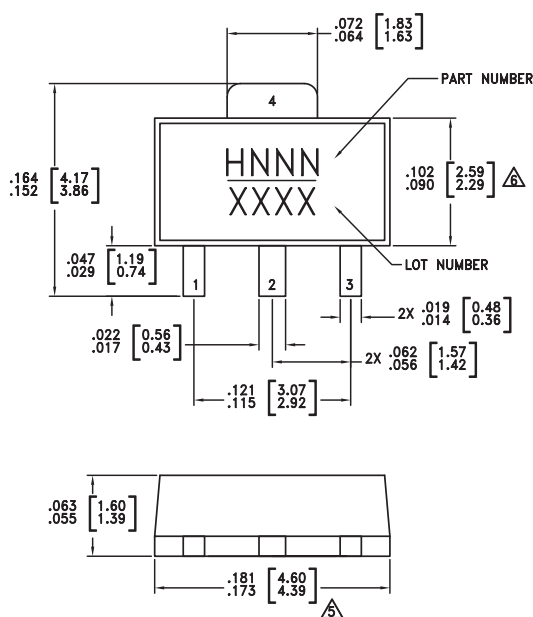 .072 [1.83]
.064 [1.63]
PART NUMBER
4
HNNN
XXXX
.164 [4.17]
.152 [3.86]
.102 [2.59]
.090 [2.29] 6
LOT NUMBER
.047 [1.19]
.029 [0.74]
1 2 3
2X .019 [0.48]
.014 [0.36]
.022 [0.56]
.017 [0.43]
2X .062 [1.57]
.056 [1.42]
.121 [3.07]
.115 [2.92]
.063 [1.60]
.055 [1.39]
.181 [4.60]
.173 [4.39]
5